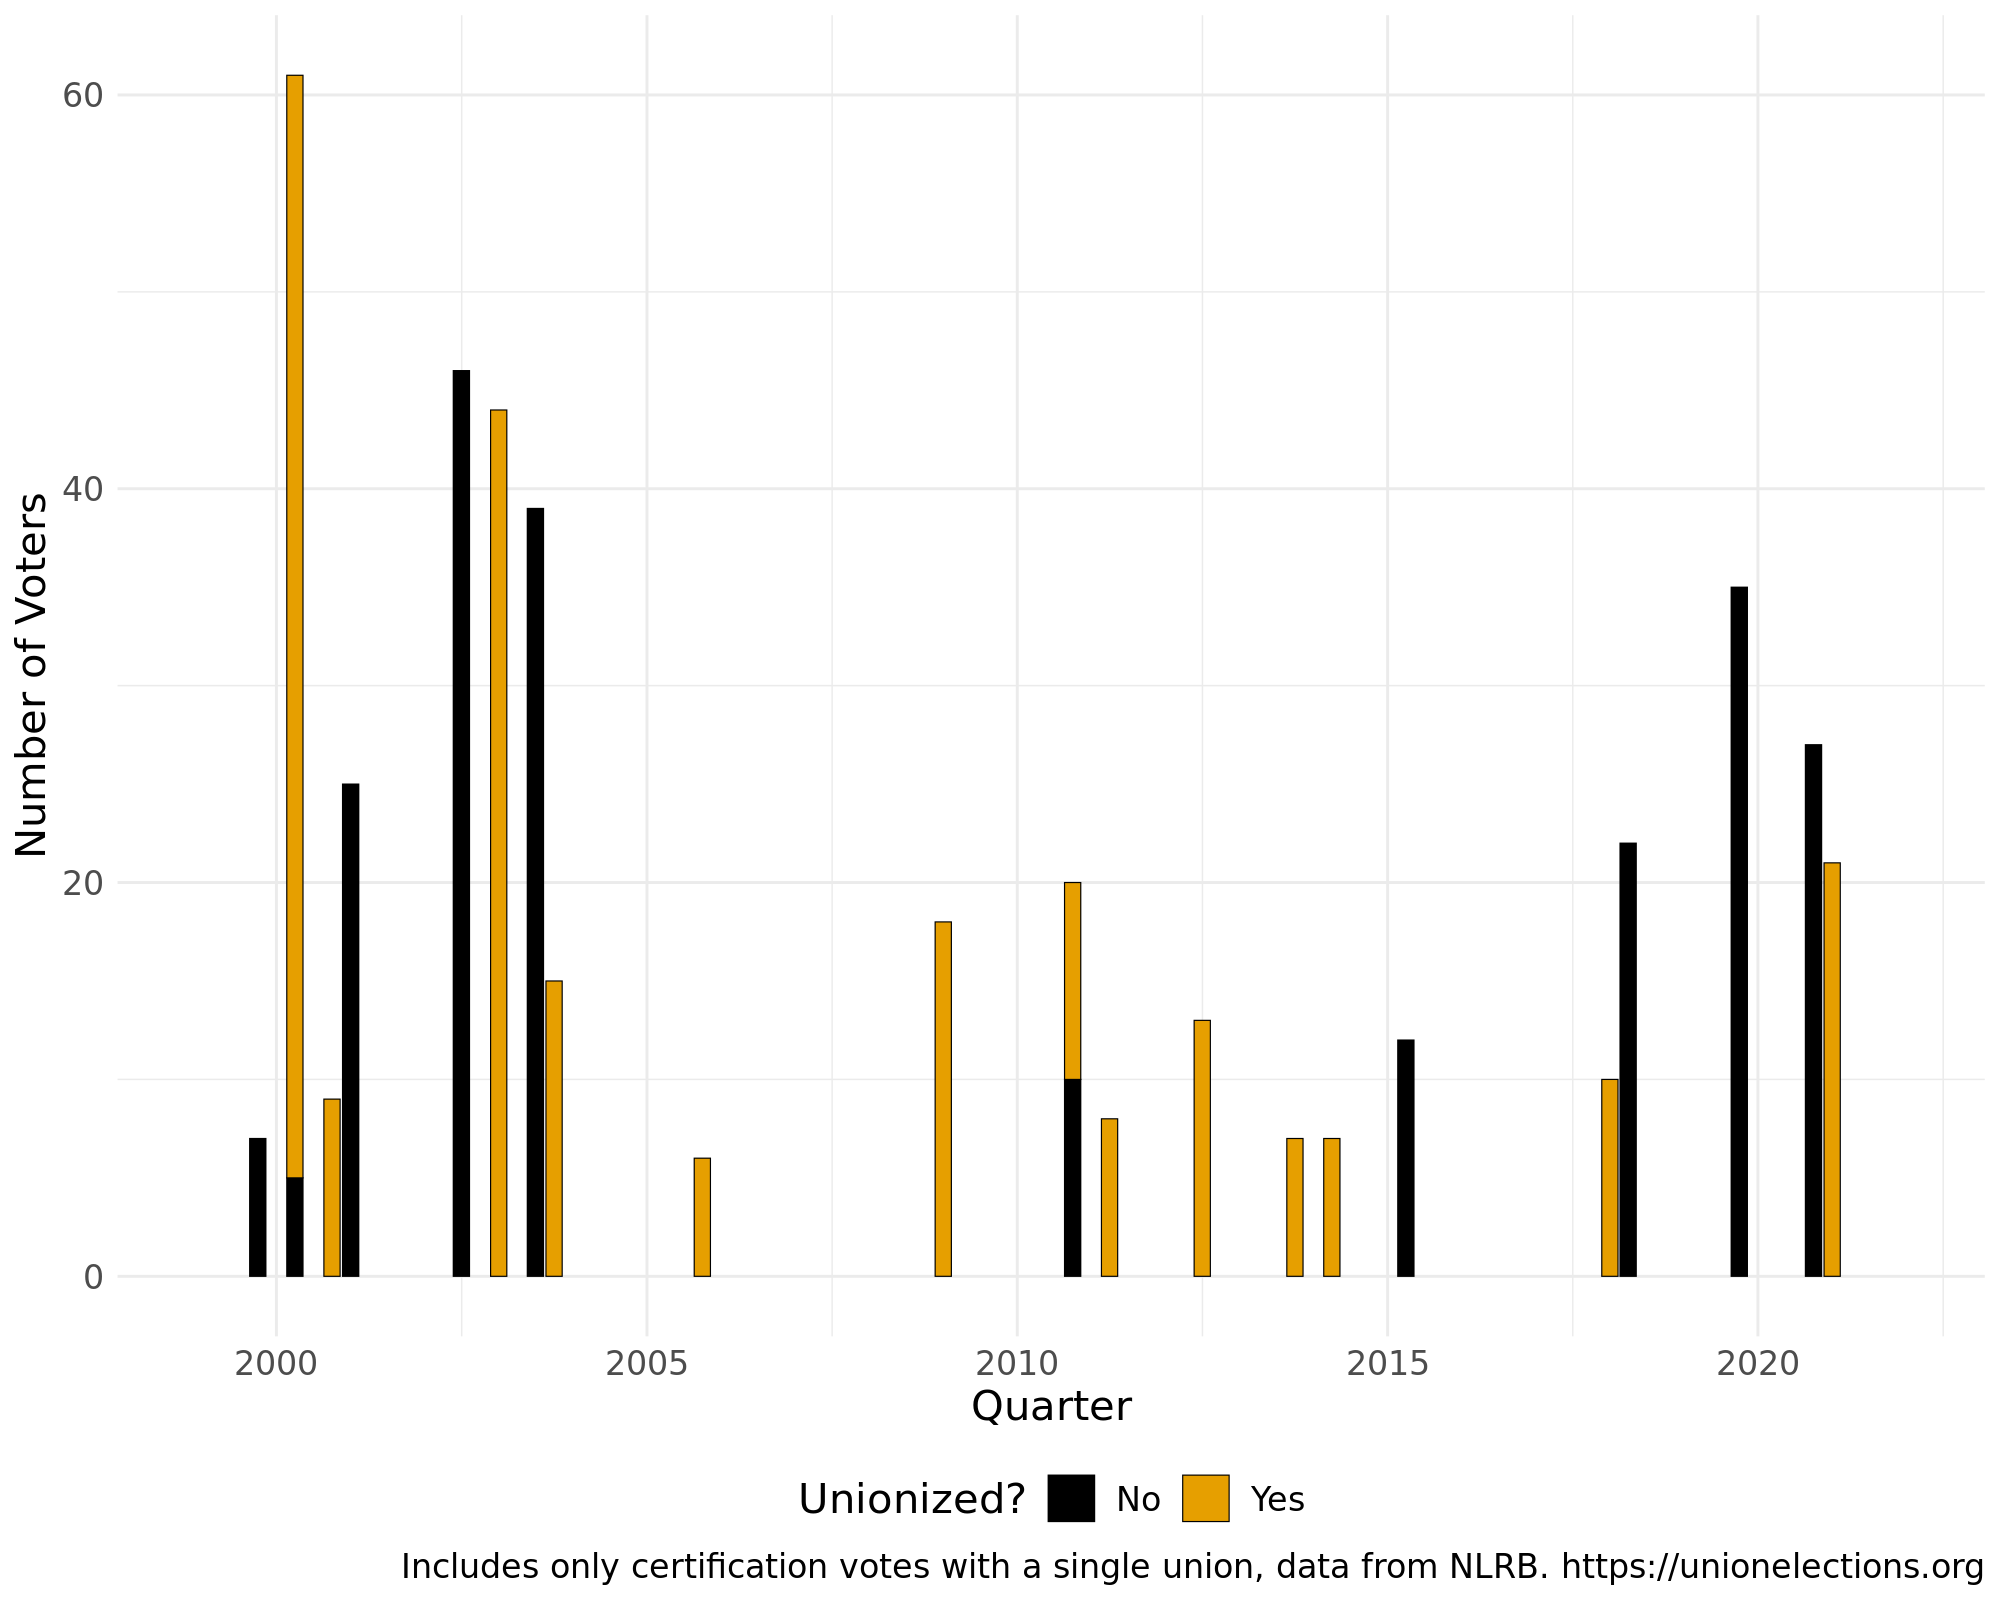 60
40
20
0
Number of Voters
2000 2005 2010 2015 2020
Quarter
Unionized? No Yes
Includes only certification votes with a single union, data from NLRB. https://unionelections.org